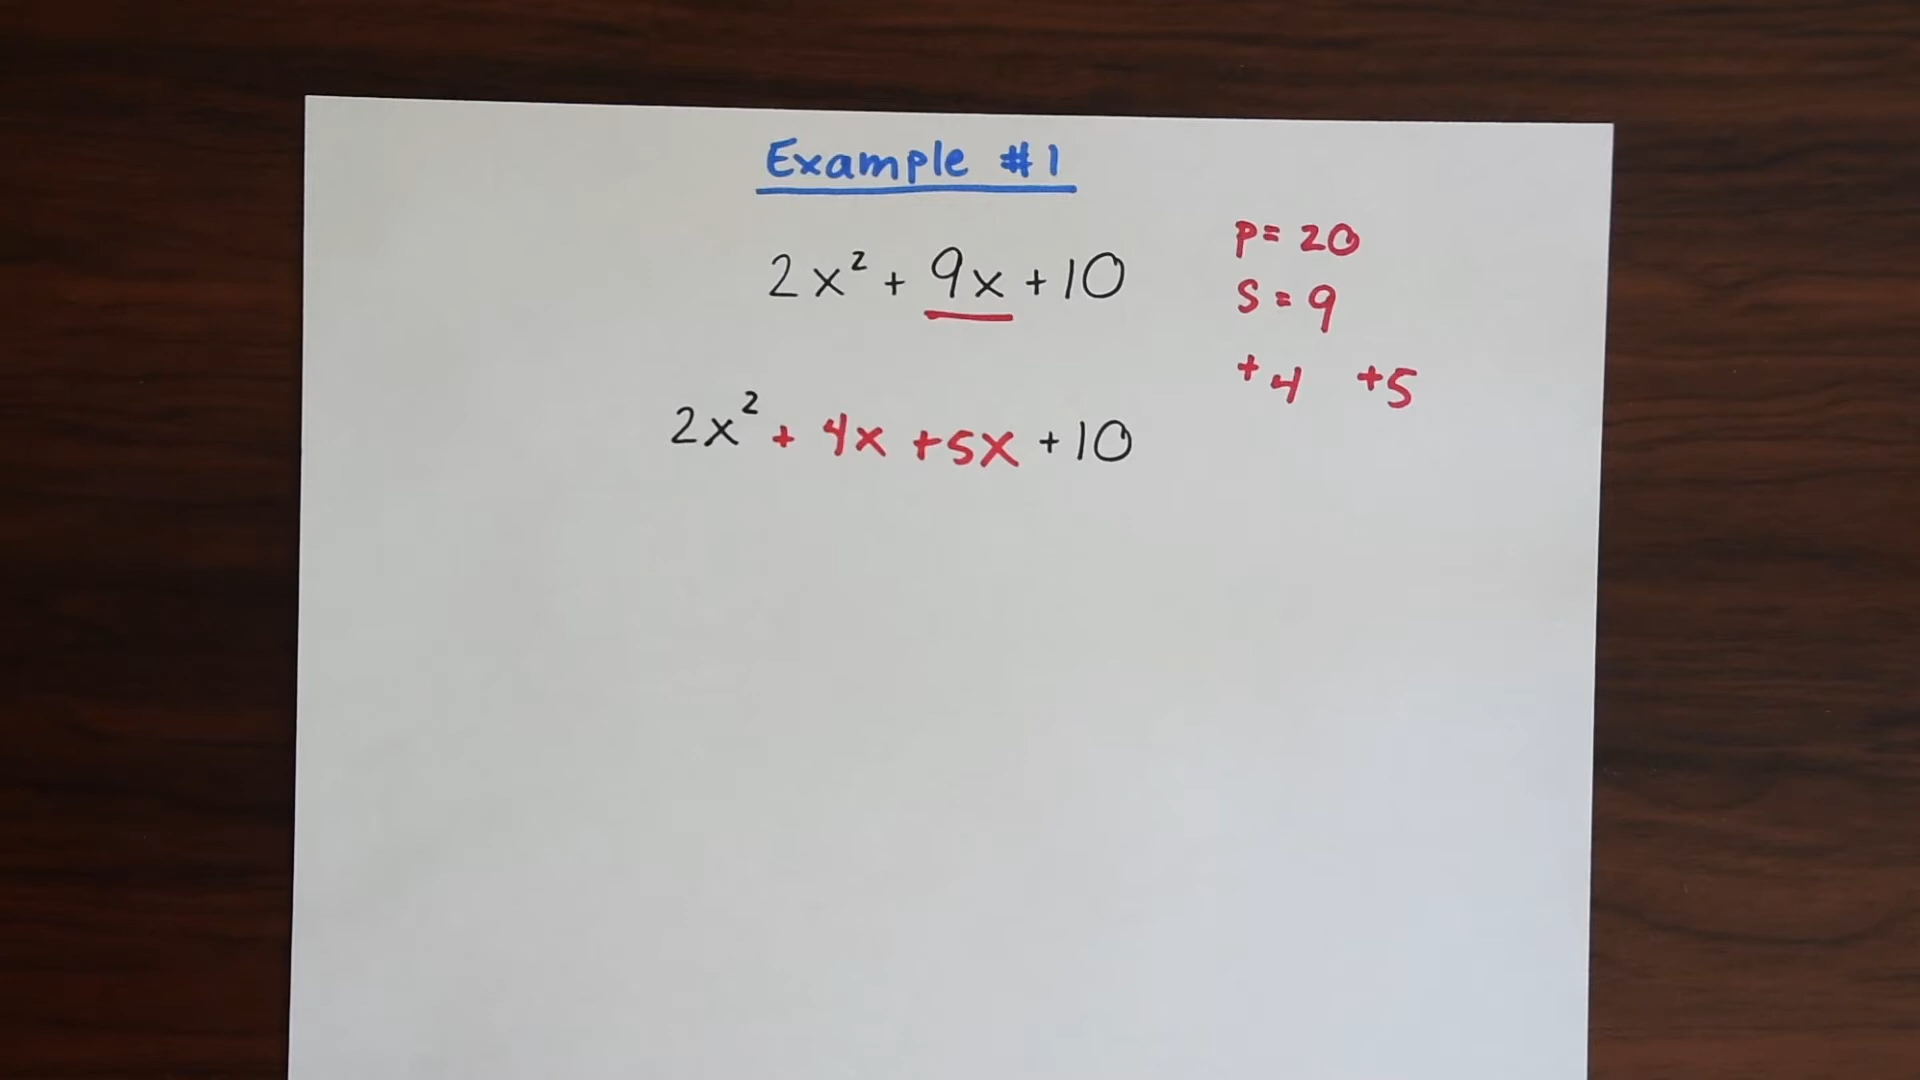 Example #1
2x² + 9x + 10
P = 20
S = 9
+4 +5
2x² + 4x + 5x + 10